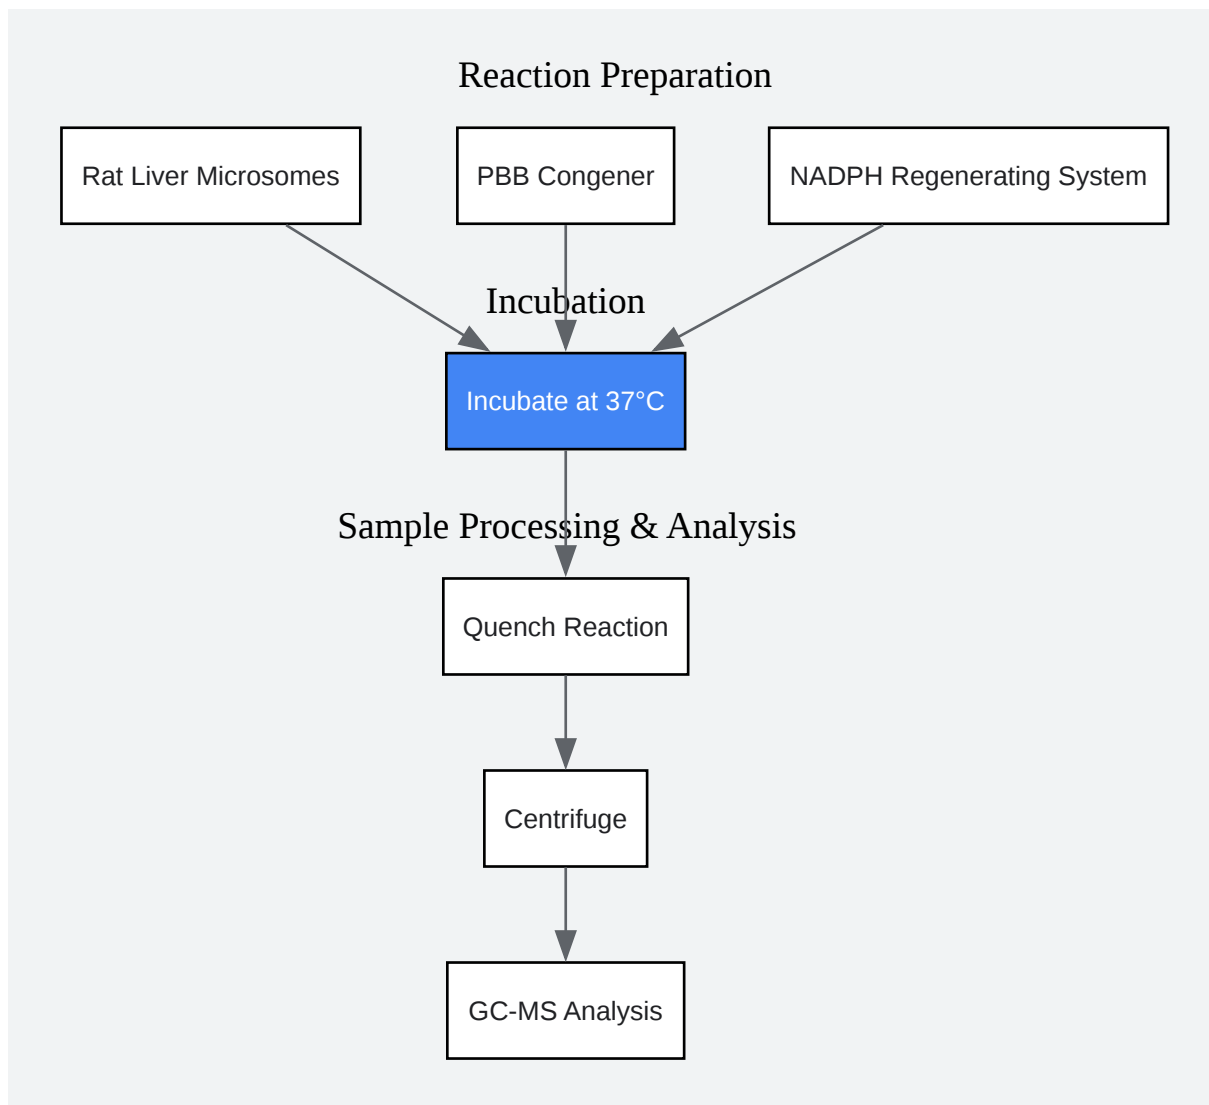 Reaction Preparation
Rat Liver Microsomes
PBB Congener
NADPH Regenerating System
Incubation
Incubate at 37°C
Sample Processing & Analysis
Quench Reaction
Centrifuge
GC-MS Analysis